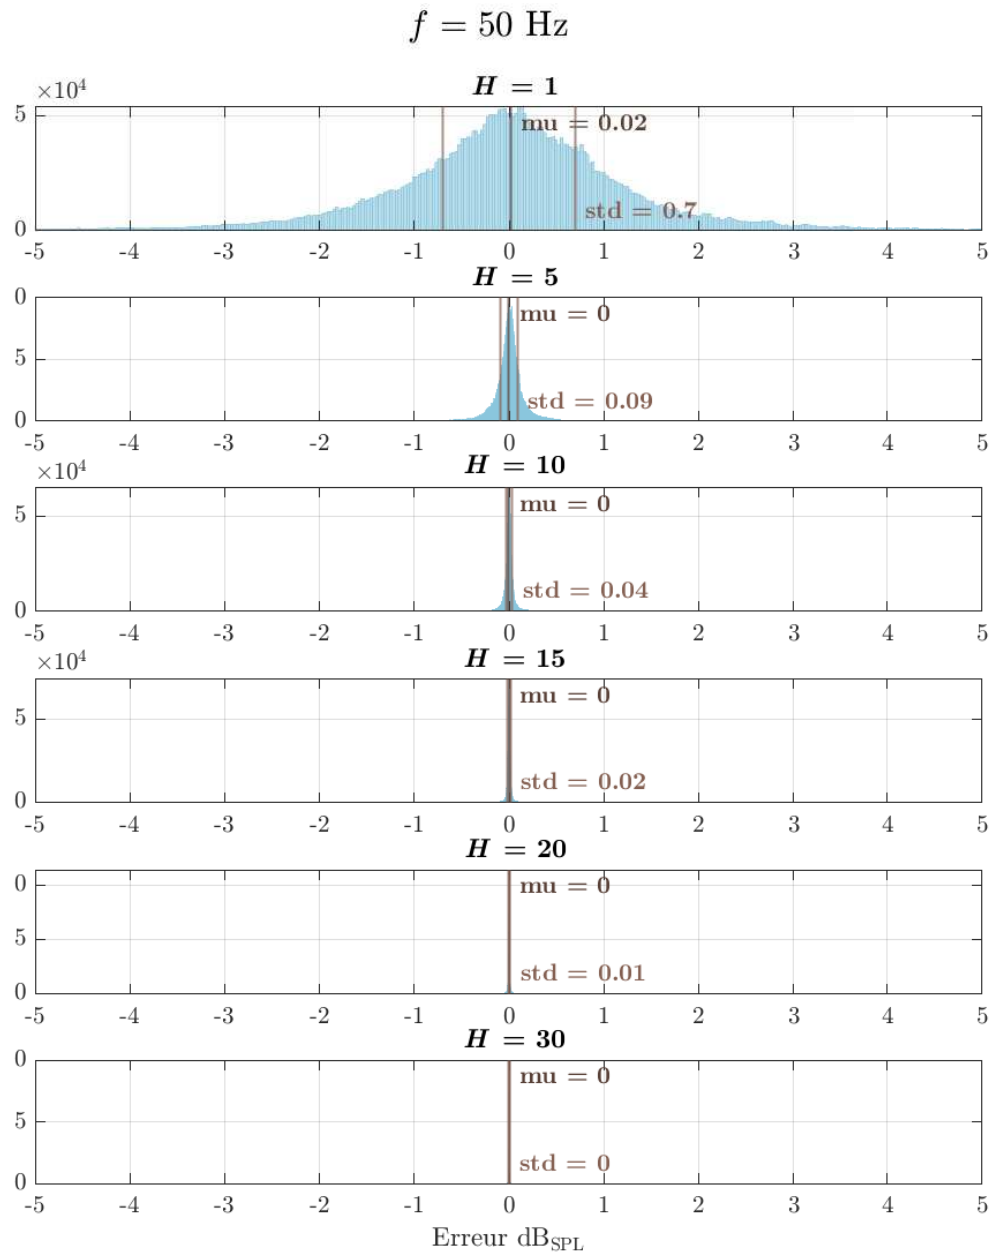 f = 50 Hz
×10⁴
H = 1
5
mu = 0.02
std = 0.7
0
-5 -4 -3 -2 -1 0 1 2 3 4 5
H = 5
0
mu = 0
5
std = 0.09
0
-5 -4 -3 -2 -1 0 1 2 3 4 5
×10⁴
H = 10
5
mu = 0
std = 0.04
0
-5 -4 -3 -2 -1 0 1 2 3 4 5
×10⁴
H = 15
mu = 0
5
std = 0.02
0
-5 -4 -3 -2 -1 0 1 2 3 4 5
H = 20
0
mu = 0
5
std = 0.01
0
-5 -4 -3 -2 -1 0 1 2 3 4 5
H = 30
0
mu = 0
5
std = 0
0
-5 -4 -3 -2 -1 0 1 2 3 4 5
Erreur dB_SPL